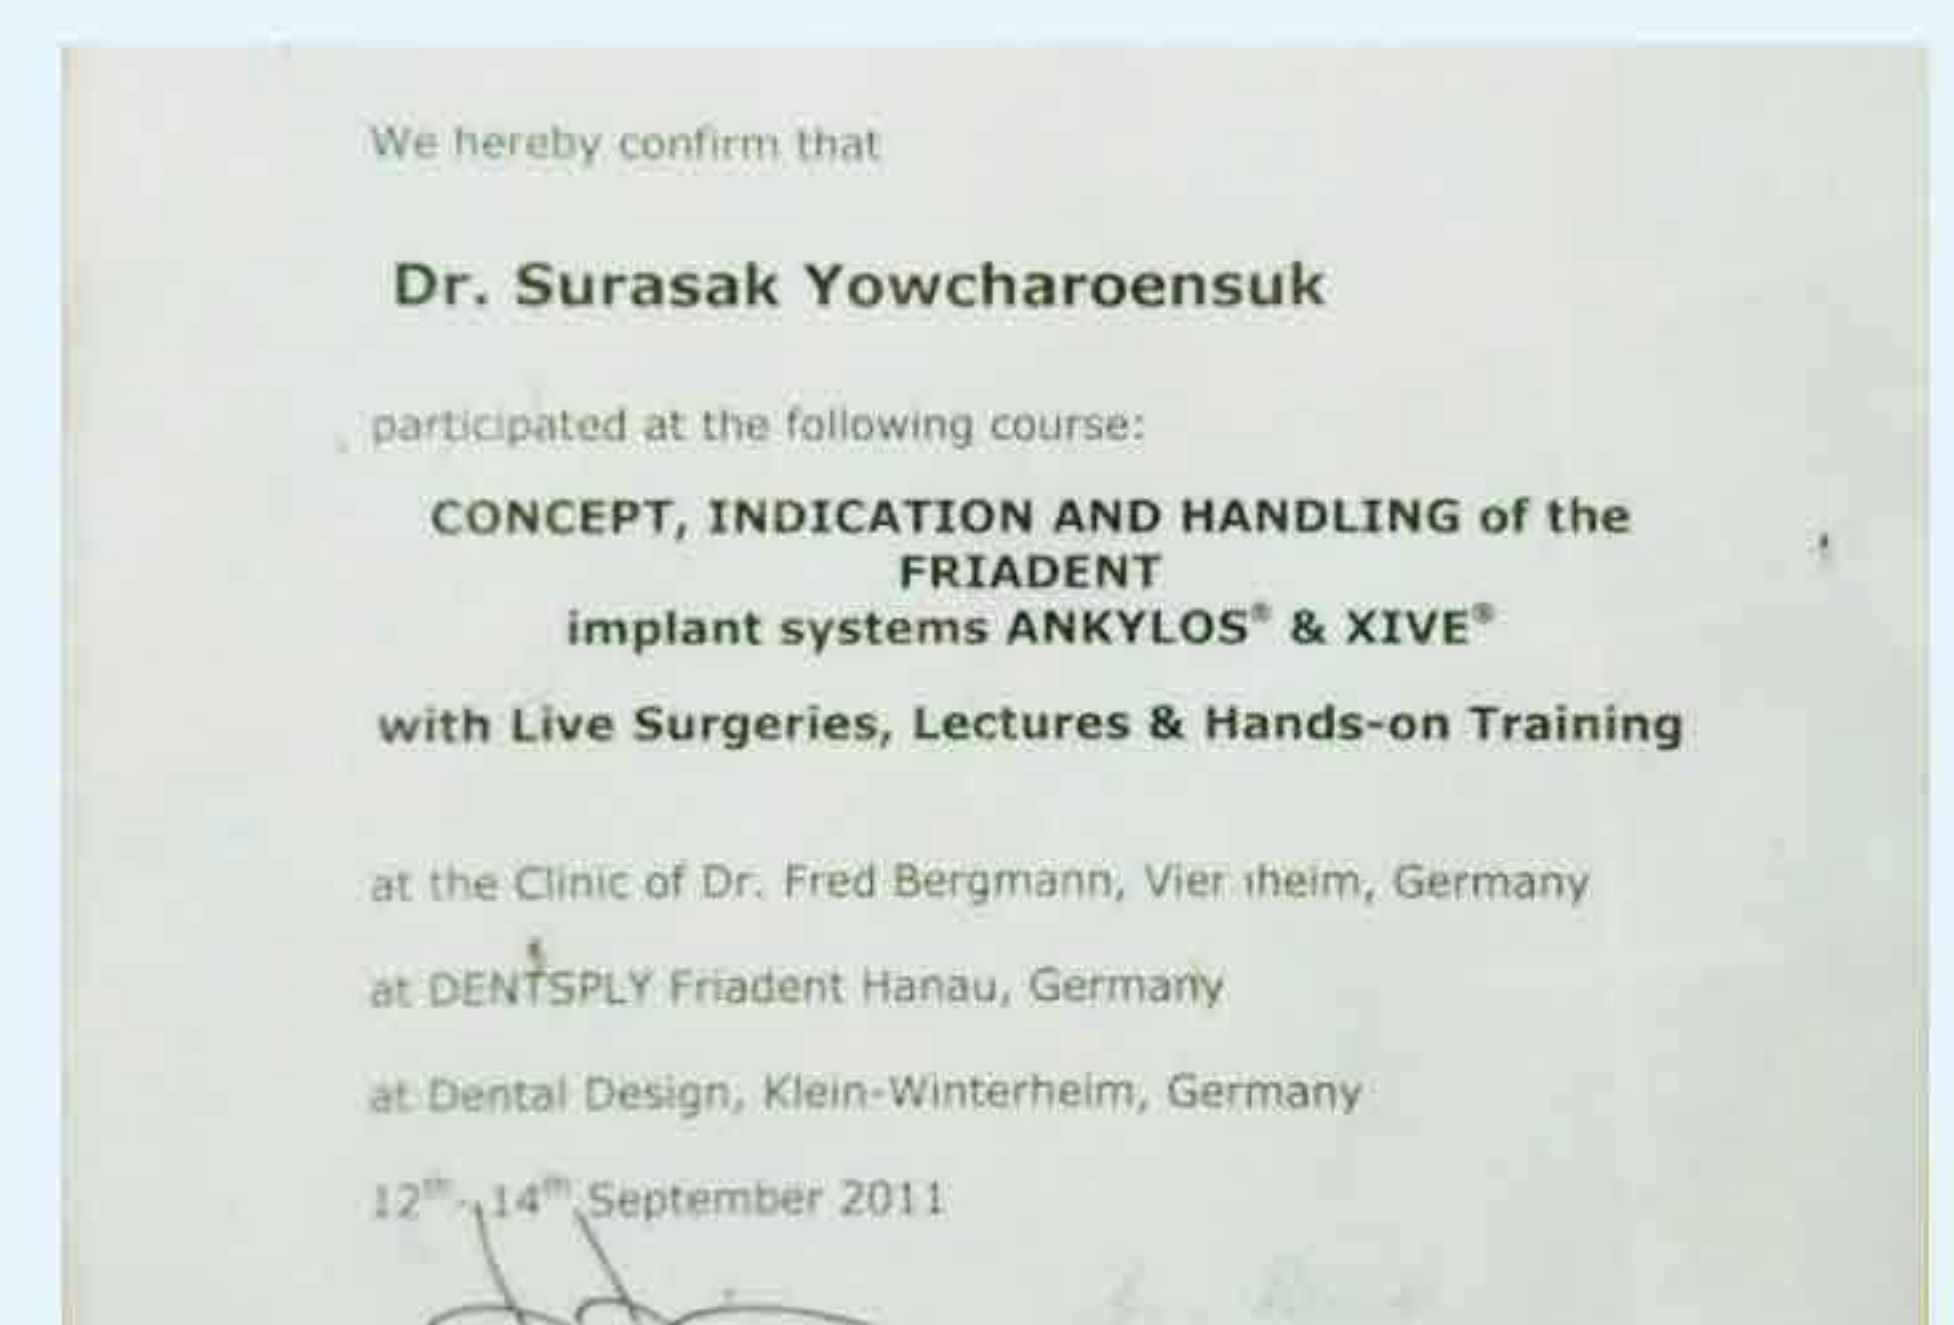 We hereby confirm that
Dr. Surasak Yowcharoensuk
participated at the following course:
CONCEPT, INDICATION AND HANDLING of the
FRIADENT
implant systems ANKYLOS® & XIVE®
with Live Surgeries, Lectures & Hands-on Training
at the Clinic of Dr. Fred Bergmann, Germany
at DENTSPLY Friadent Hanau, Germany
at Dental Design, Klein-Winterheim, Germany
12th- 14th September 2011